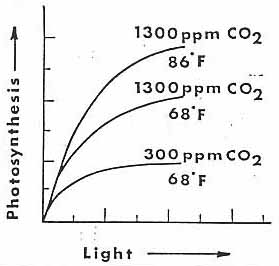 1300 ppm CO2
86°F
1300 ppm CO2
68°F
300 ppm CO2
68°F
Photosynthesis
Light